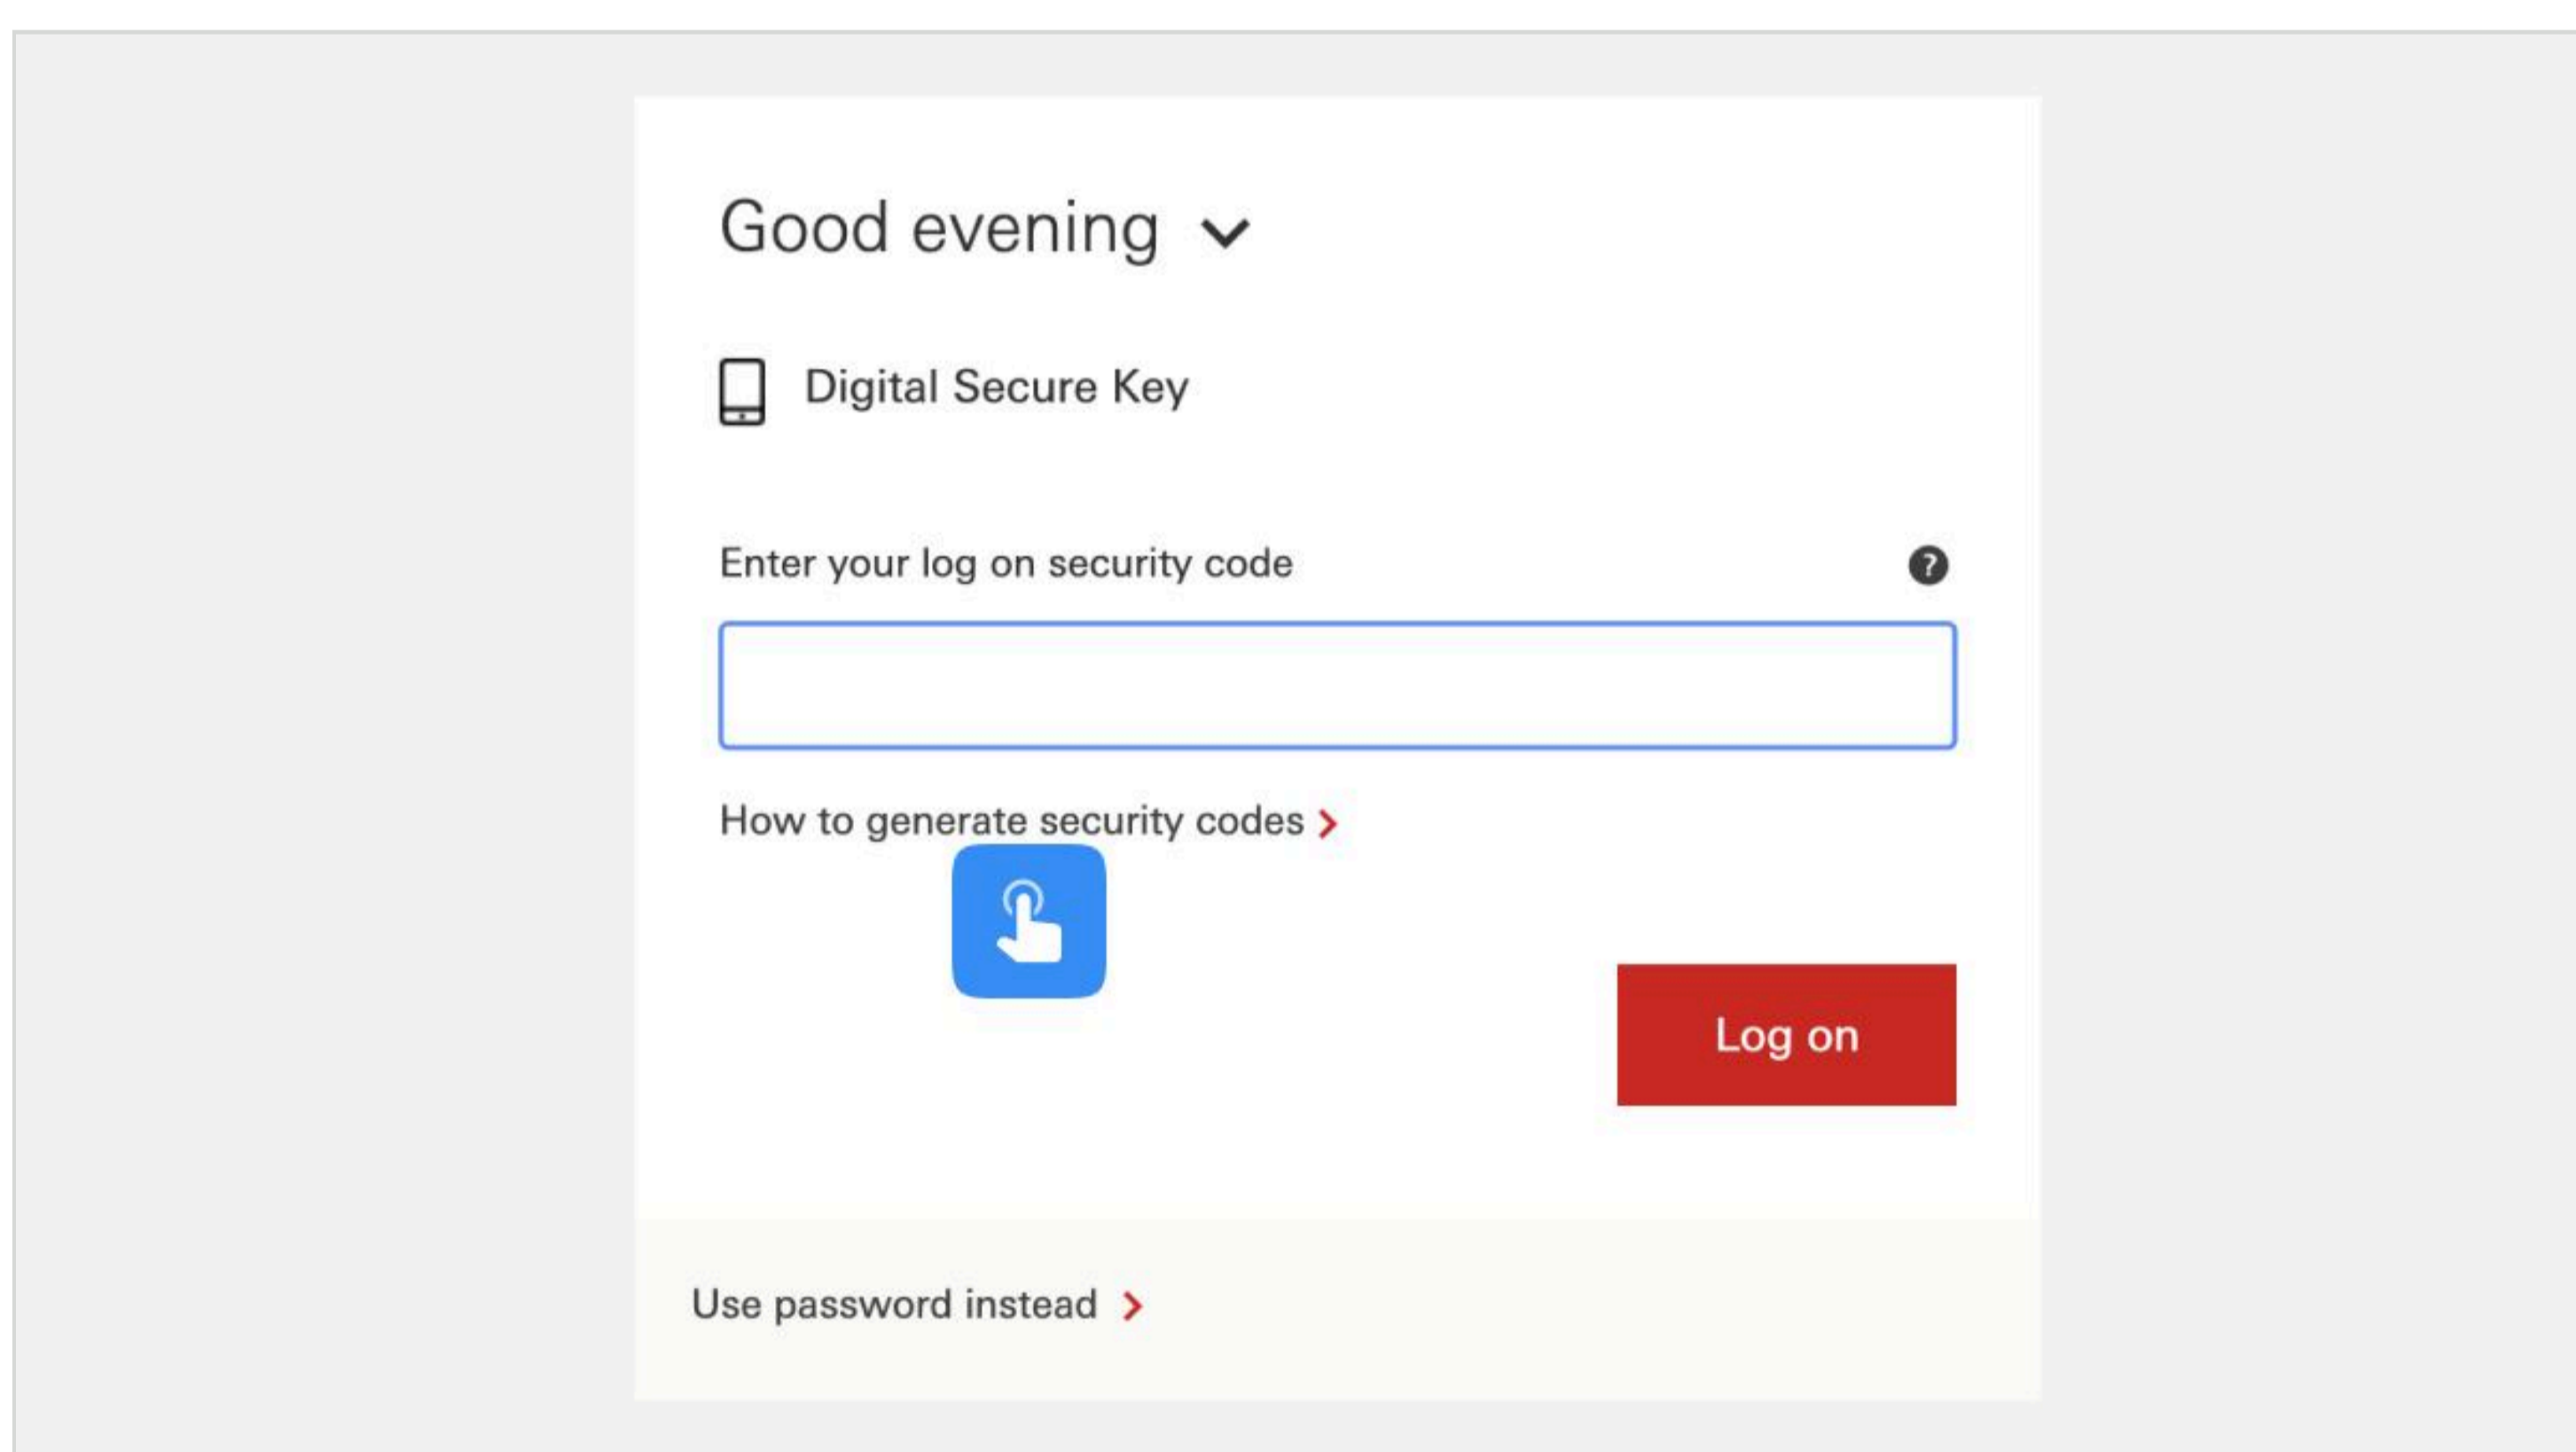 Good evening
Digital Secure Key
Enter your log on security code
?
How to generate security codes
Log on
Use password instead